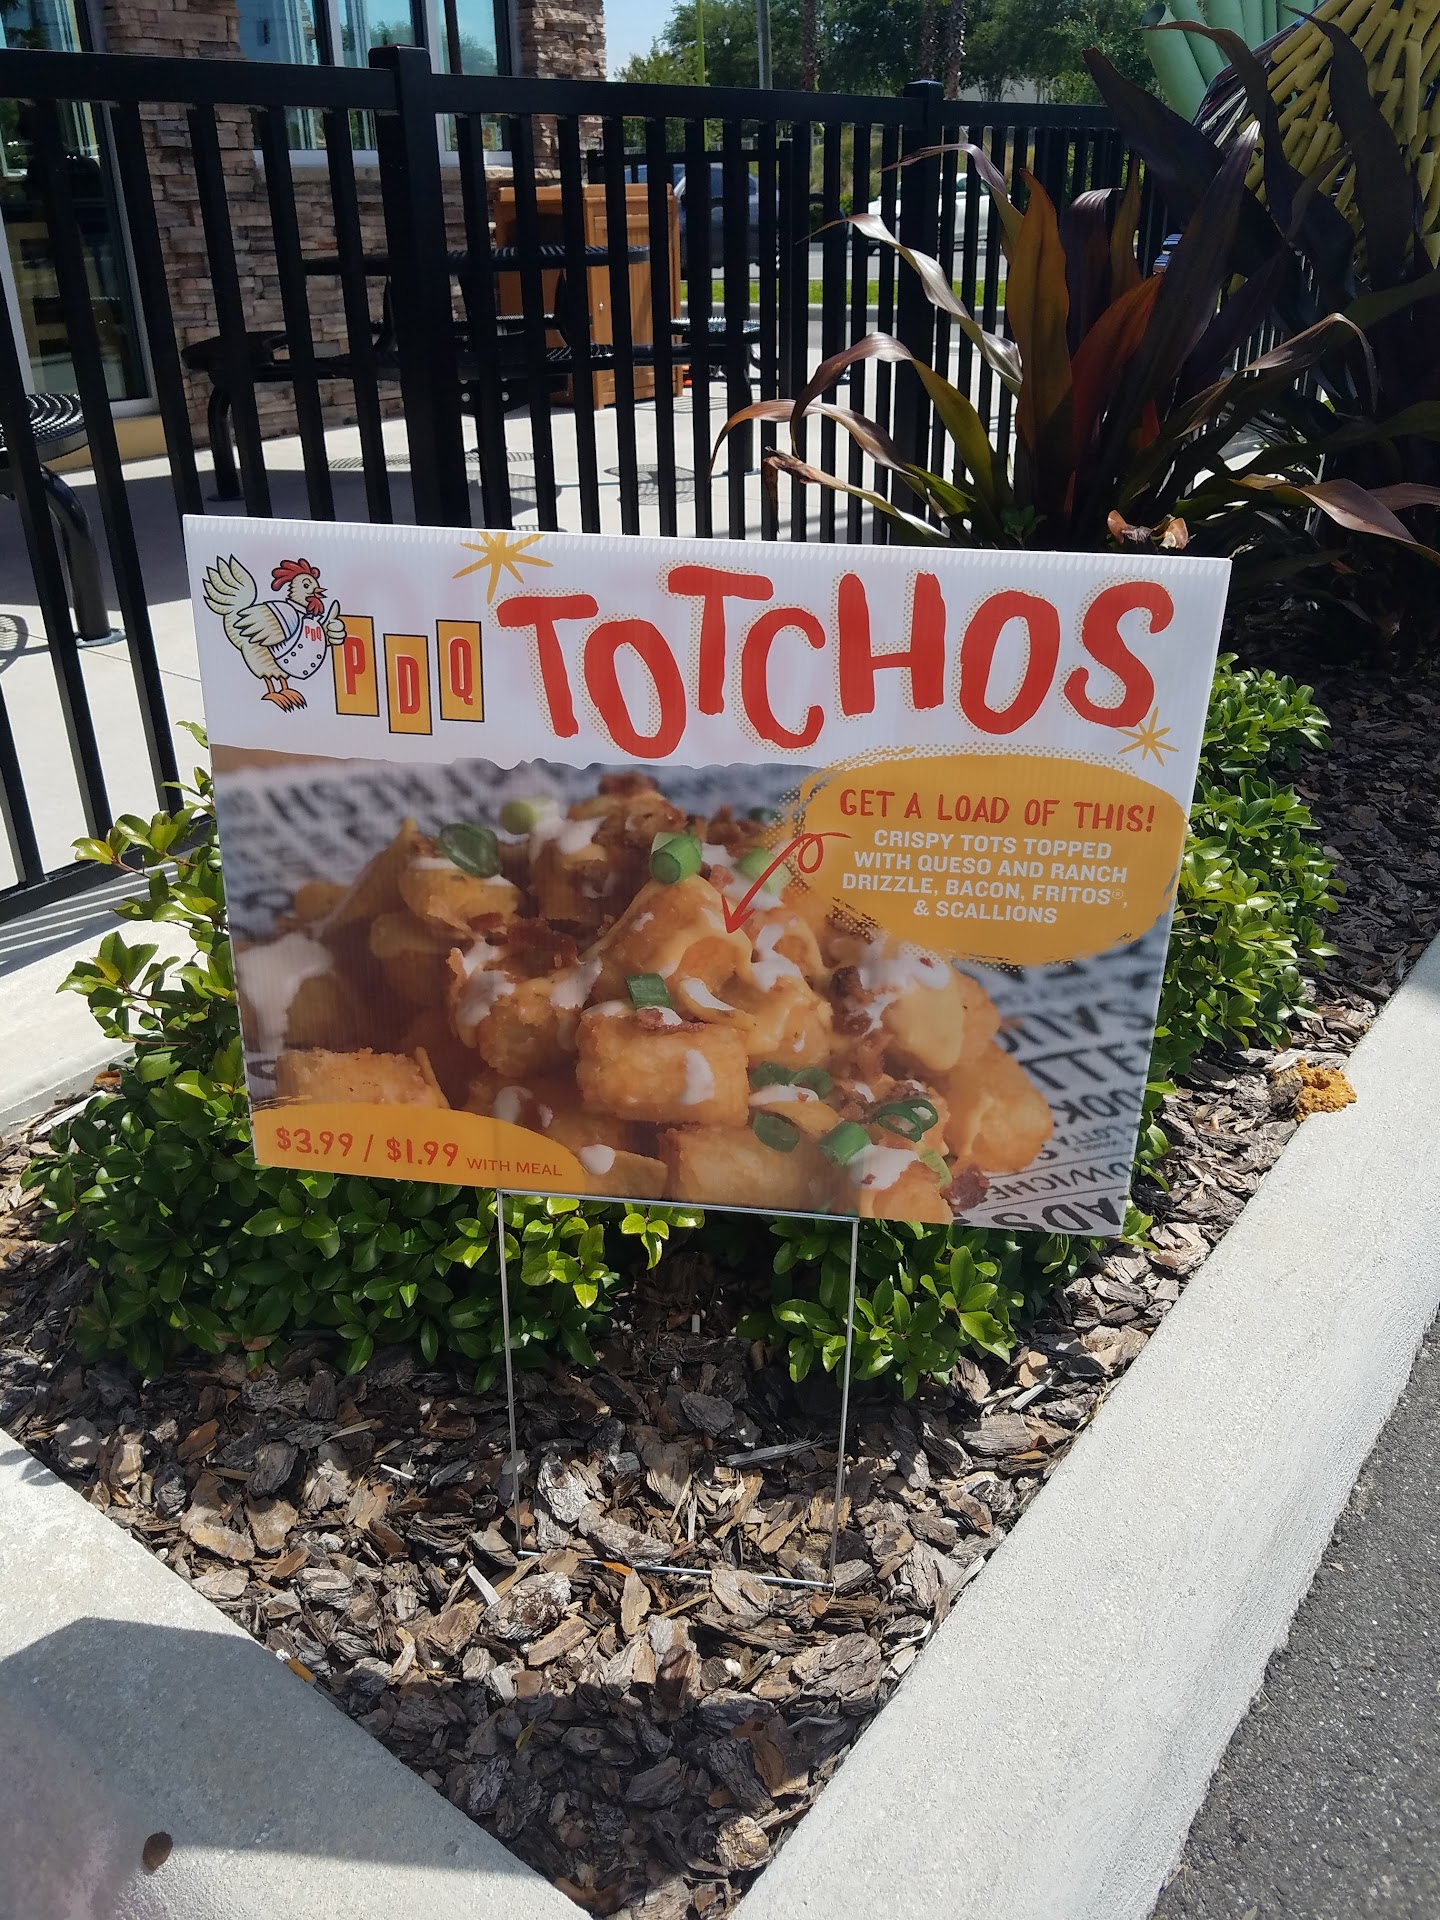 PDQ
P D Q
TOTCHOS
GET A LOAD OF THIS!
CRISPY TOTS TOPPED
WITH QUESO AND RANCH
DRIZZLE, BACON, FRITOS®,
& SCALLIONS
$3.99 / $1.99 WITH MEAL